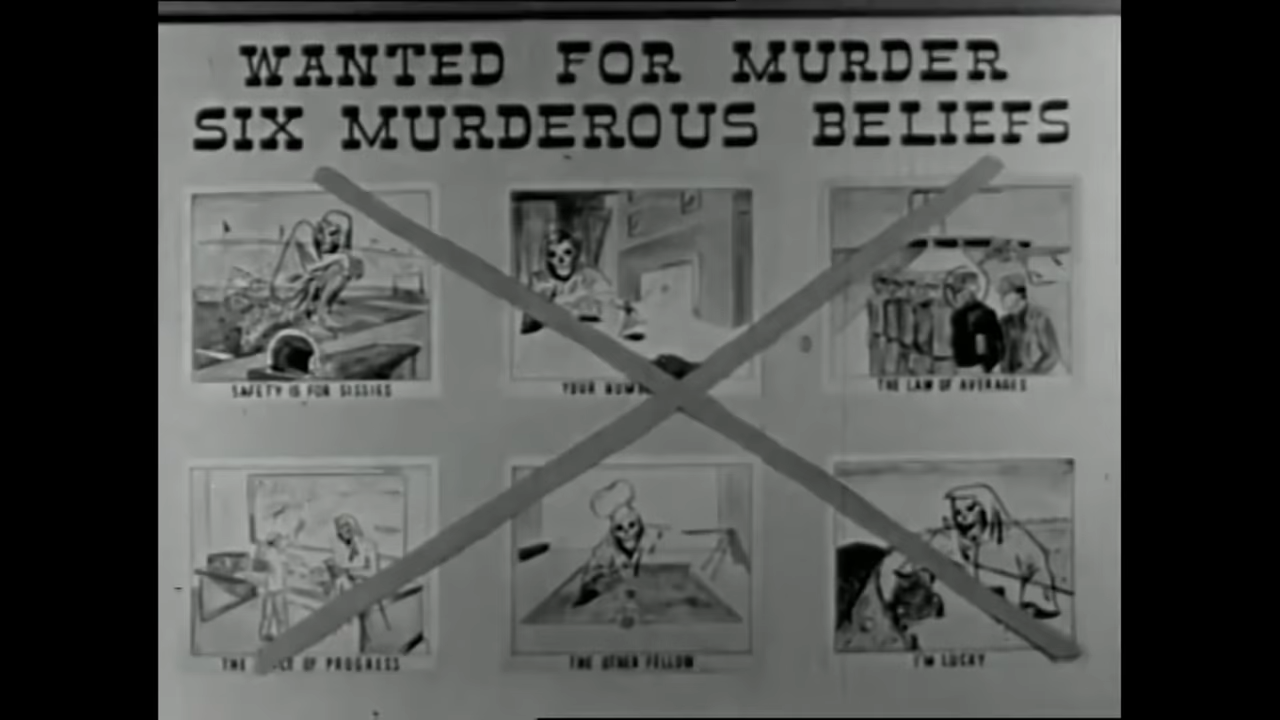 WANTED FOR MURDER
SIX MURDEROUS BELIEFS
SAFETY IS FOR SISSIES
YOUR
THE LAW OF AVERAGES
THE OF PROGRESS
THE OTHER FELLOW
I'M LUCKY